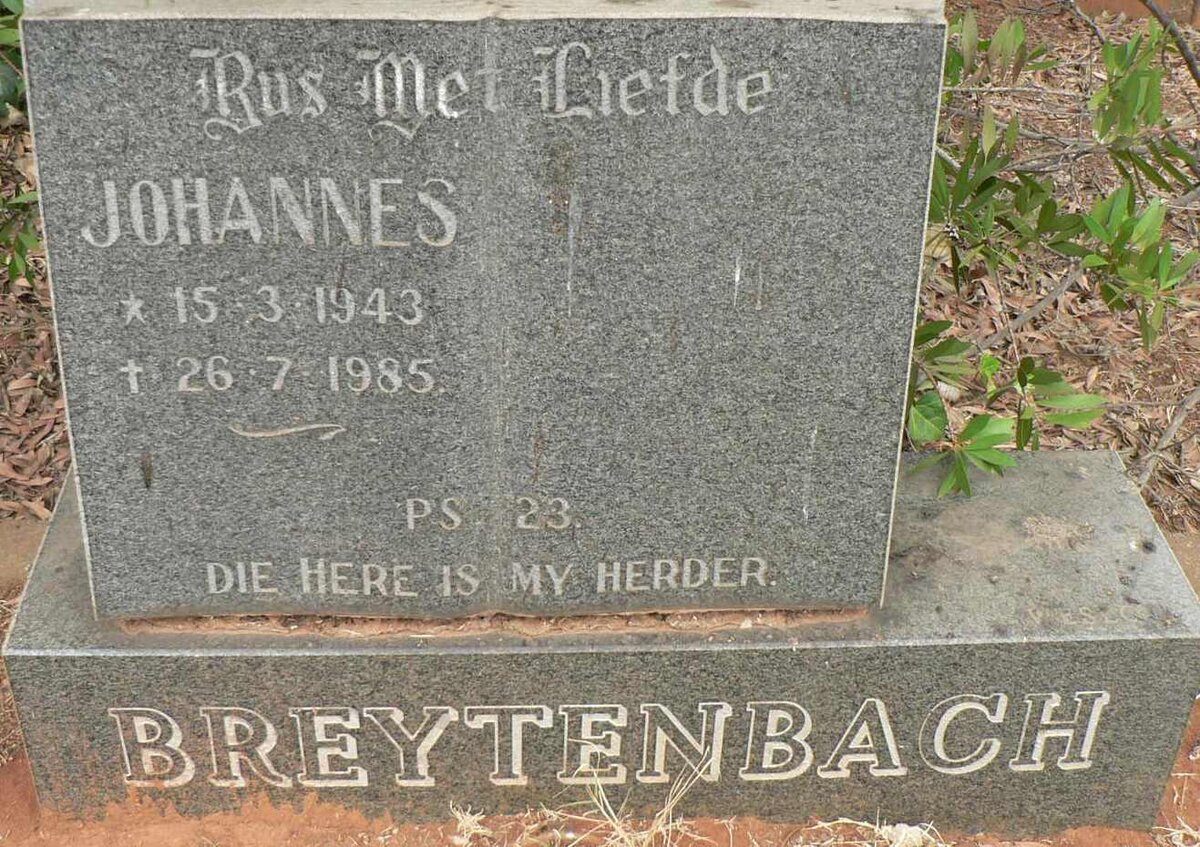 Rus Met Liefde
JOHANNES
* 15·3·1943
† 26·7·1985.
PS. 23.
DIE HERE IS MY HERDER.
BREYTENBACH